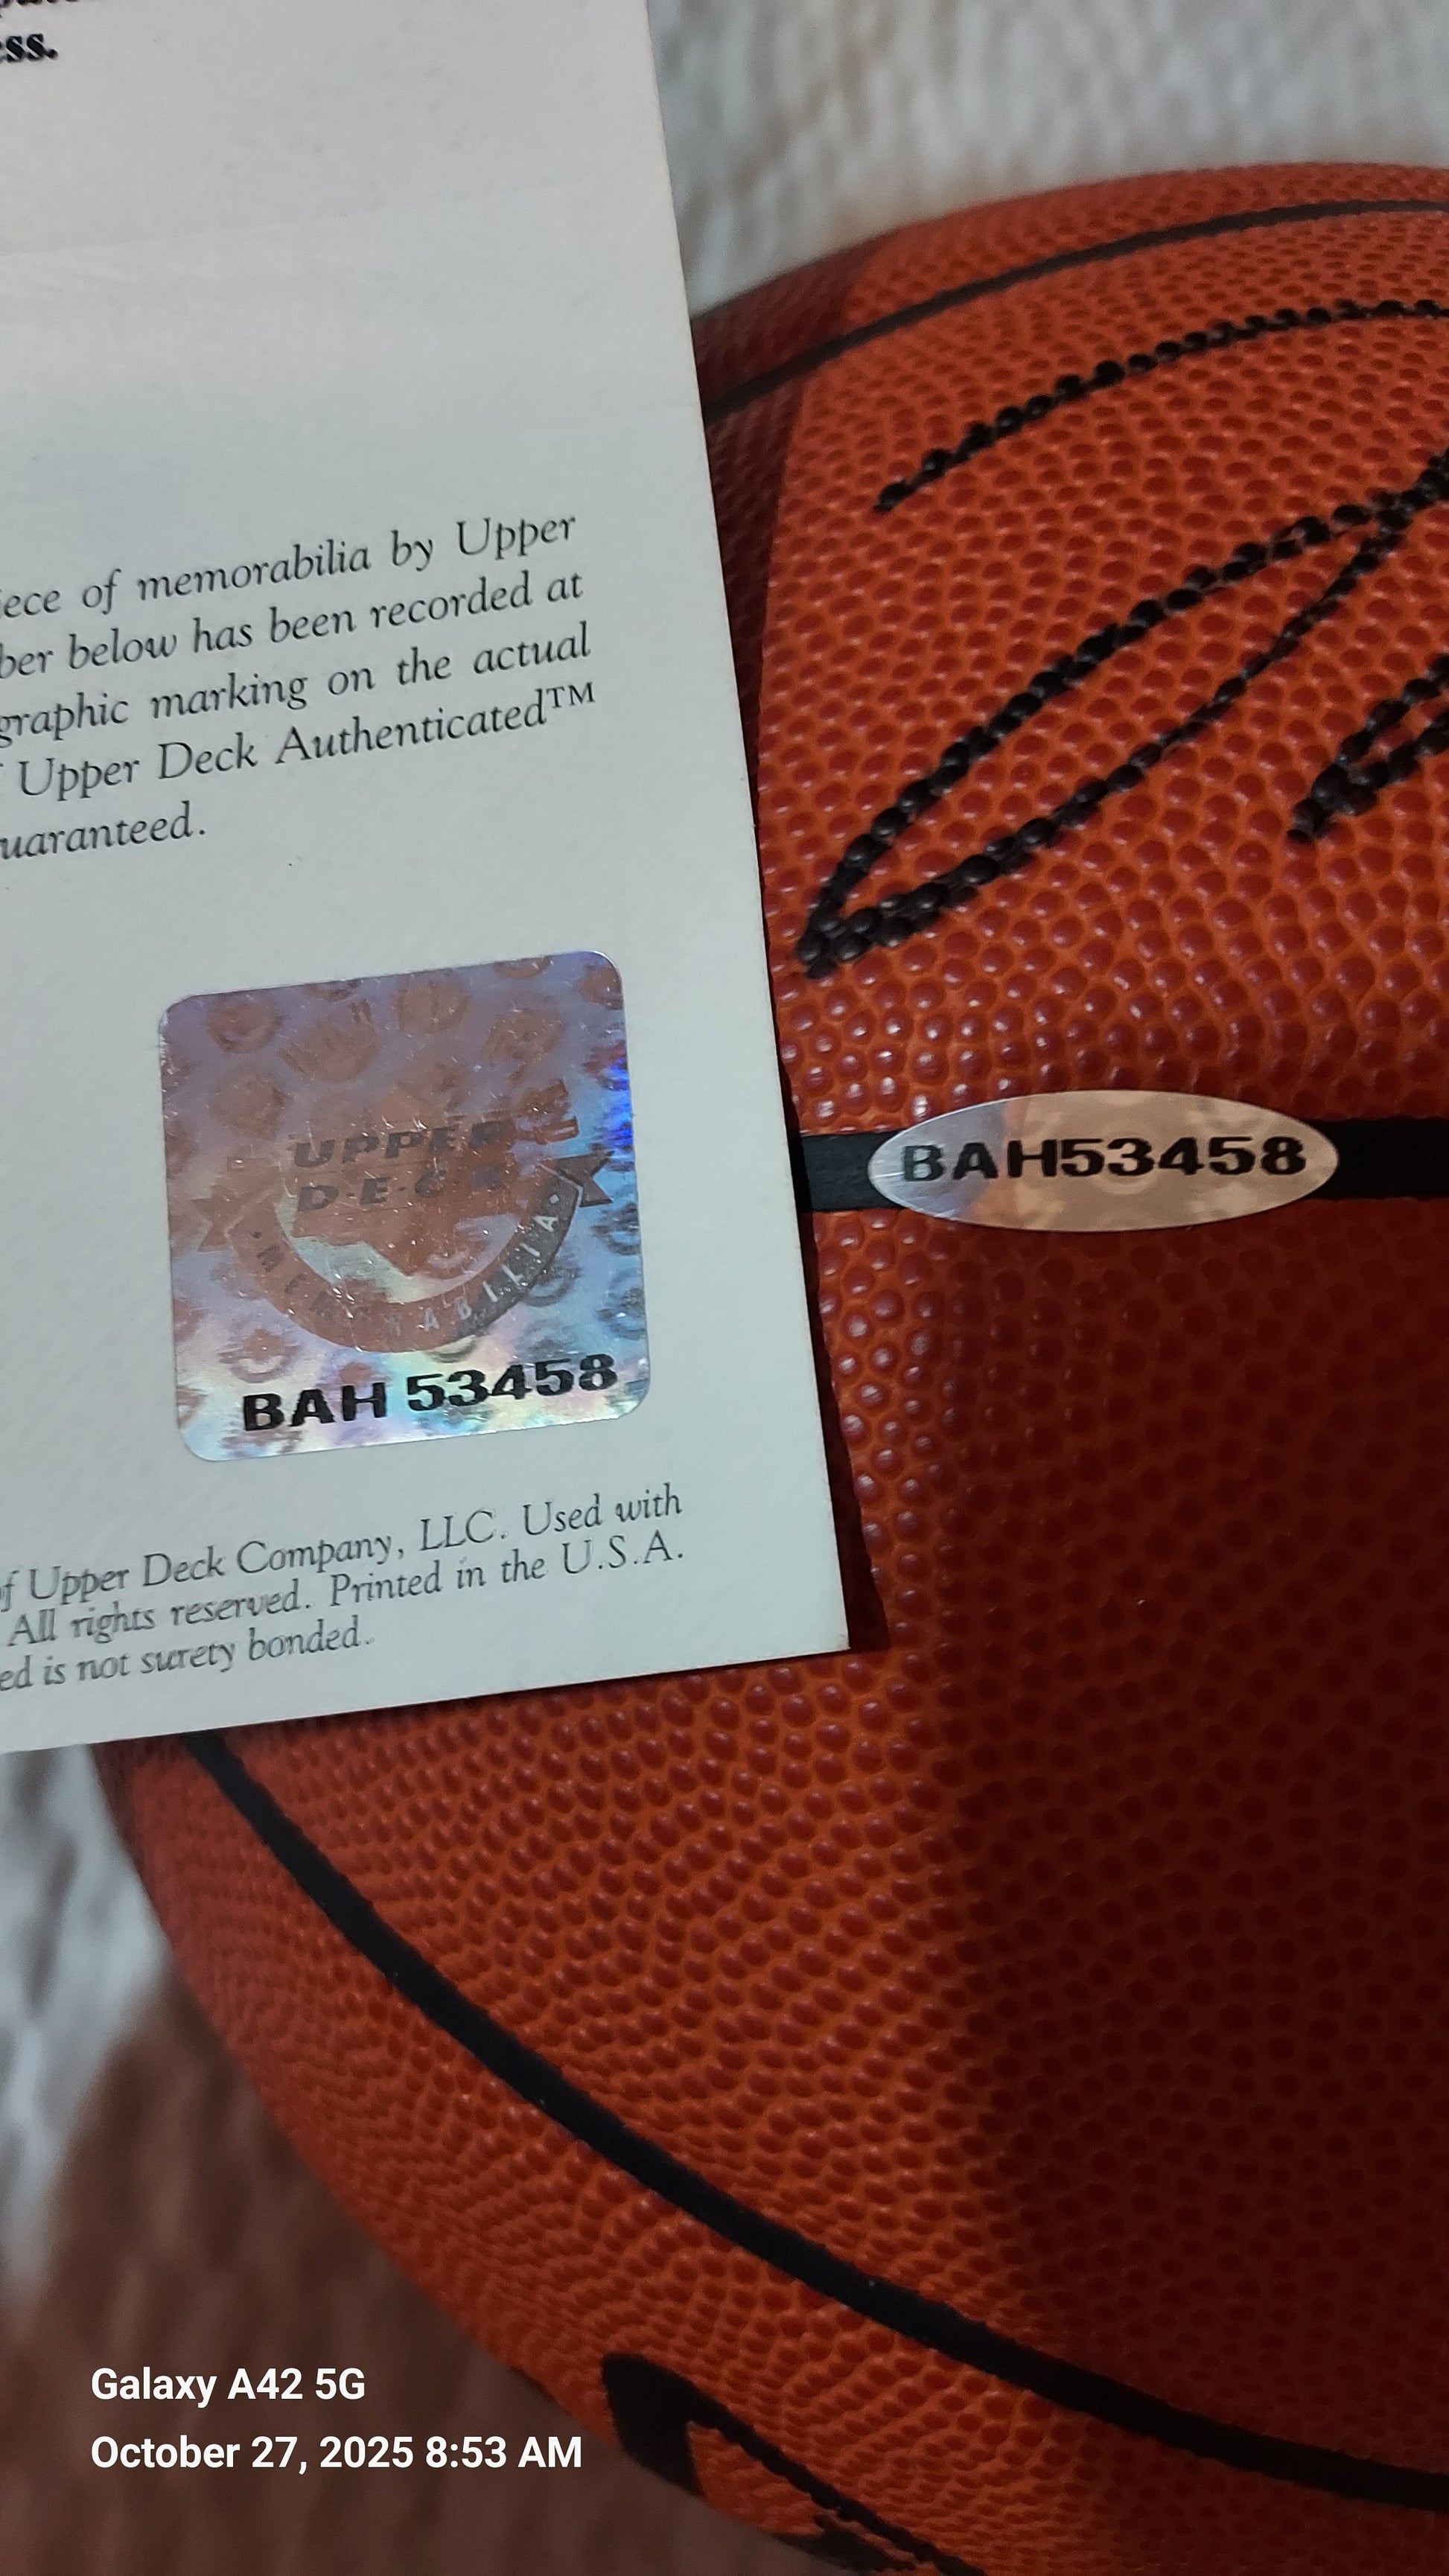 ess.
iece of memorabilia by Upper
ber below has been recorded at
graphic marking on the actual
f Upper Deck Authenticated™
uaranteed.
UPPER
D·E·C·K
·MEMORABILIA·
BAH 53458
BAH53458
of Upper Deck Company, LLC. Used with
All rights reserved. Printed in the U.S.A.
ed is not surety bonded.
Galaxy A42 5G
October 27, 2025 8:53 AM